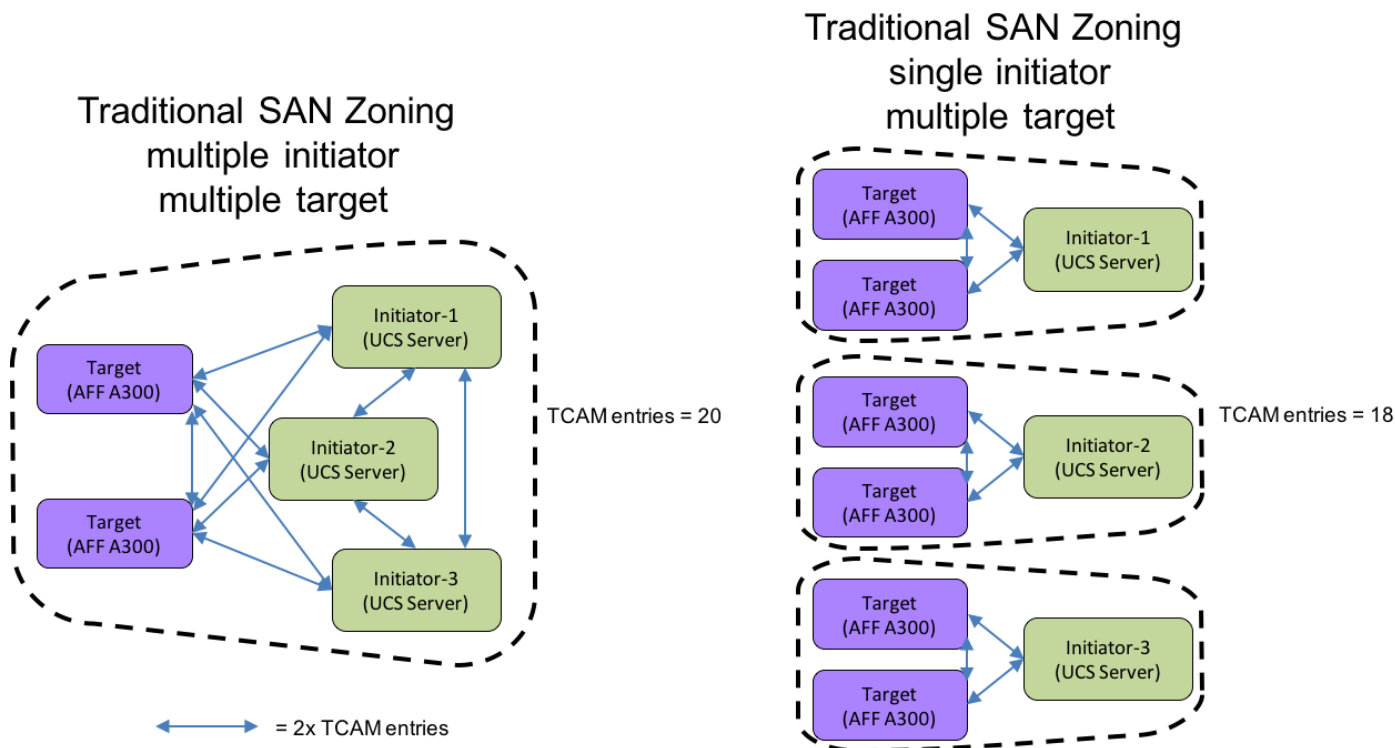 Traditional SAN Zoning
multiple initiator
multiple target
Target
(AFF A300)
Target
(AFF A300)
Initiator-1
(UCS Server)
Initiator-2
(UCS Server)
Initiator-3
(UCS Server)
TCAM entries = 20
= 2x TCAM entries
Traditional SAN Zoning
single initiator
multiple target
Target
(AFF A300)
Target
(AFF A300)
Initiator-1
(UCS Server)
Target
(AFF A300)
Target
(AFF A300)
Initiator-2
(UCS Server)
TCAM entries = 18
Target
(AFF A300)
Target
(AFF A300)
Initiator-3
(UCS Server)